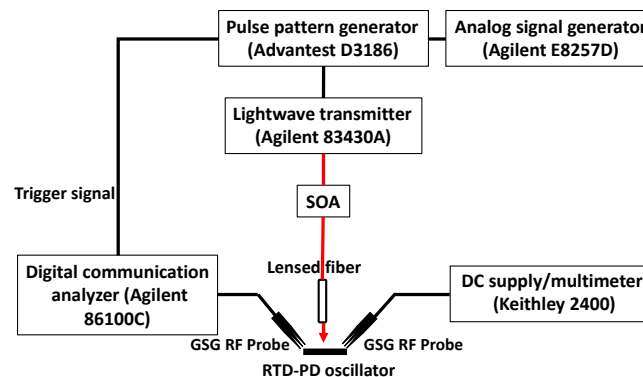 Pulse pattern generator
(Advantest D3186)
Analog signal generator
(Agilent E8257D)
Lightwave transmitter
(Agilent 83430A)
Trigger signal
SOA
Lensed fiber
Digital communication
analyzer (Agilent
86100C)
DC supply/multimeter
(Keithley 2400)
GSG RF Probe
GSG RF Probe
RTD-PD oscillator